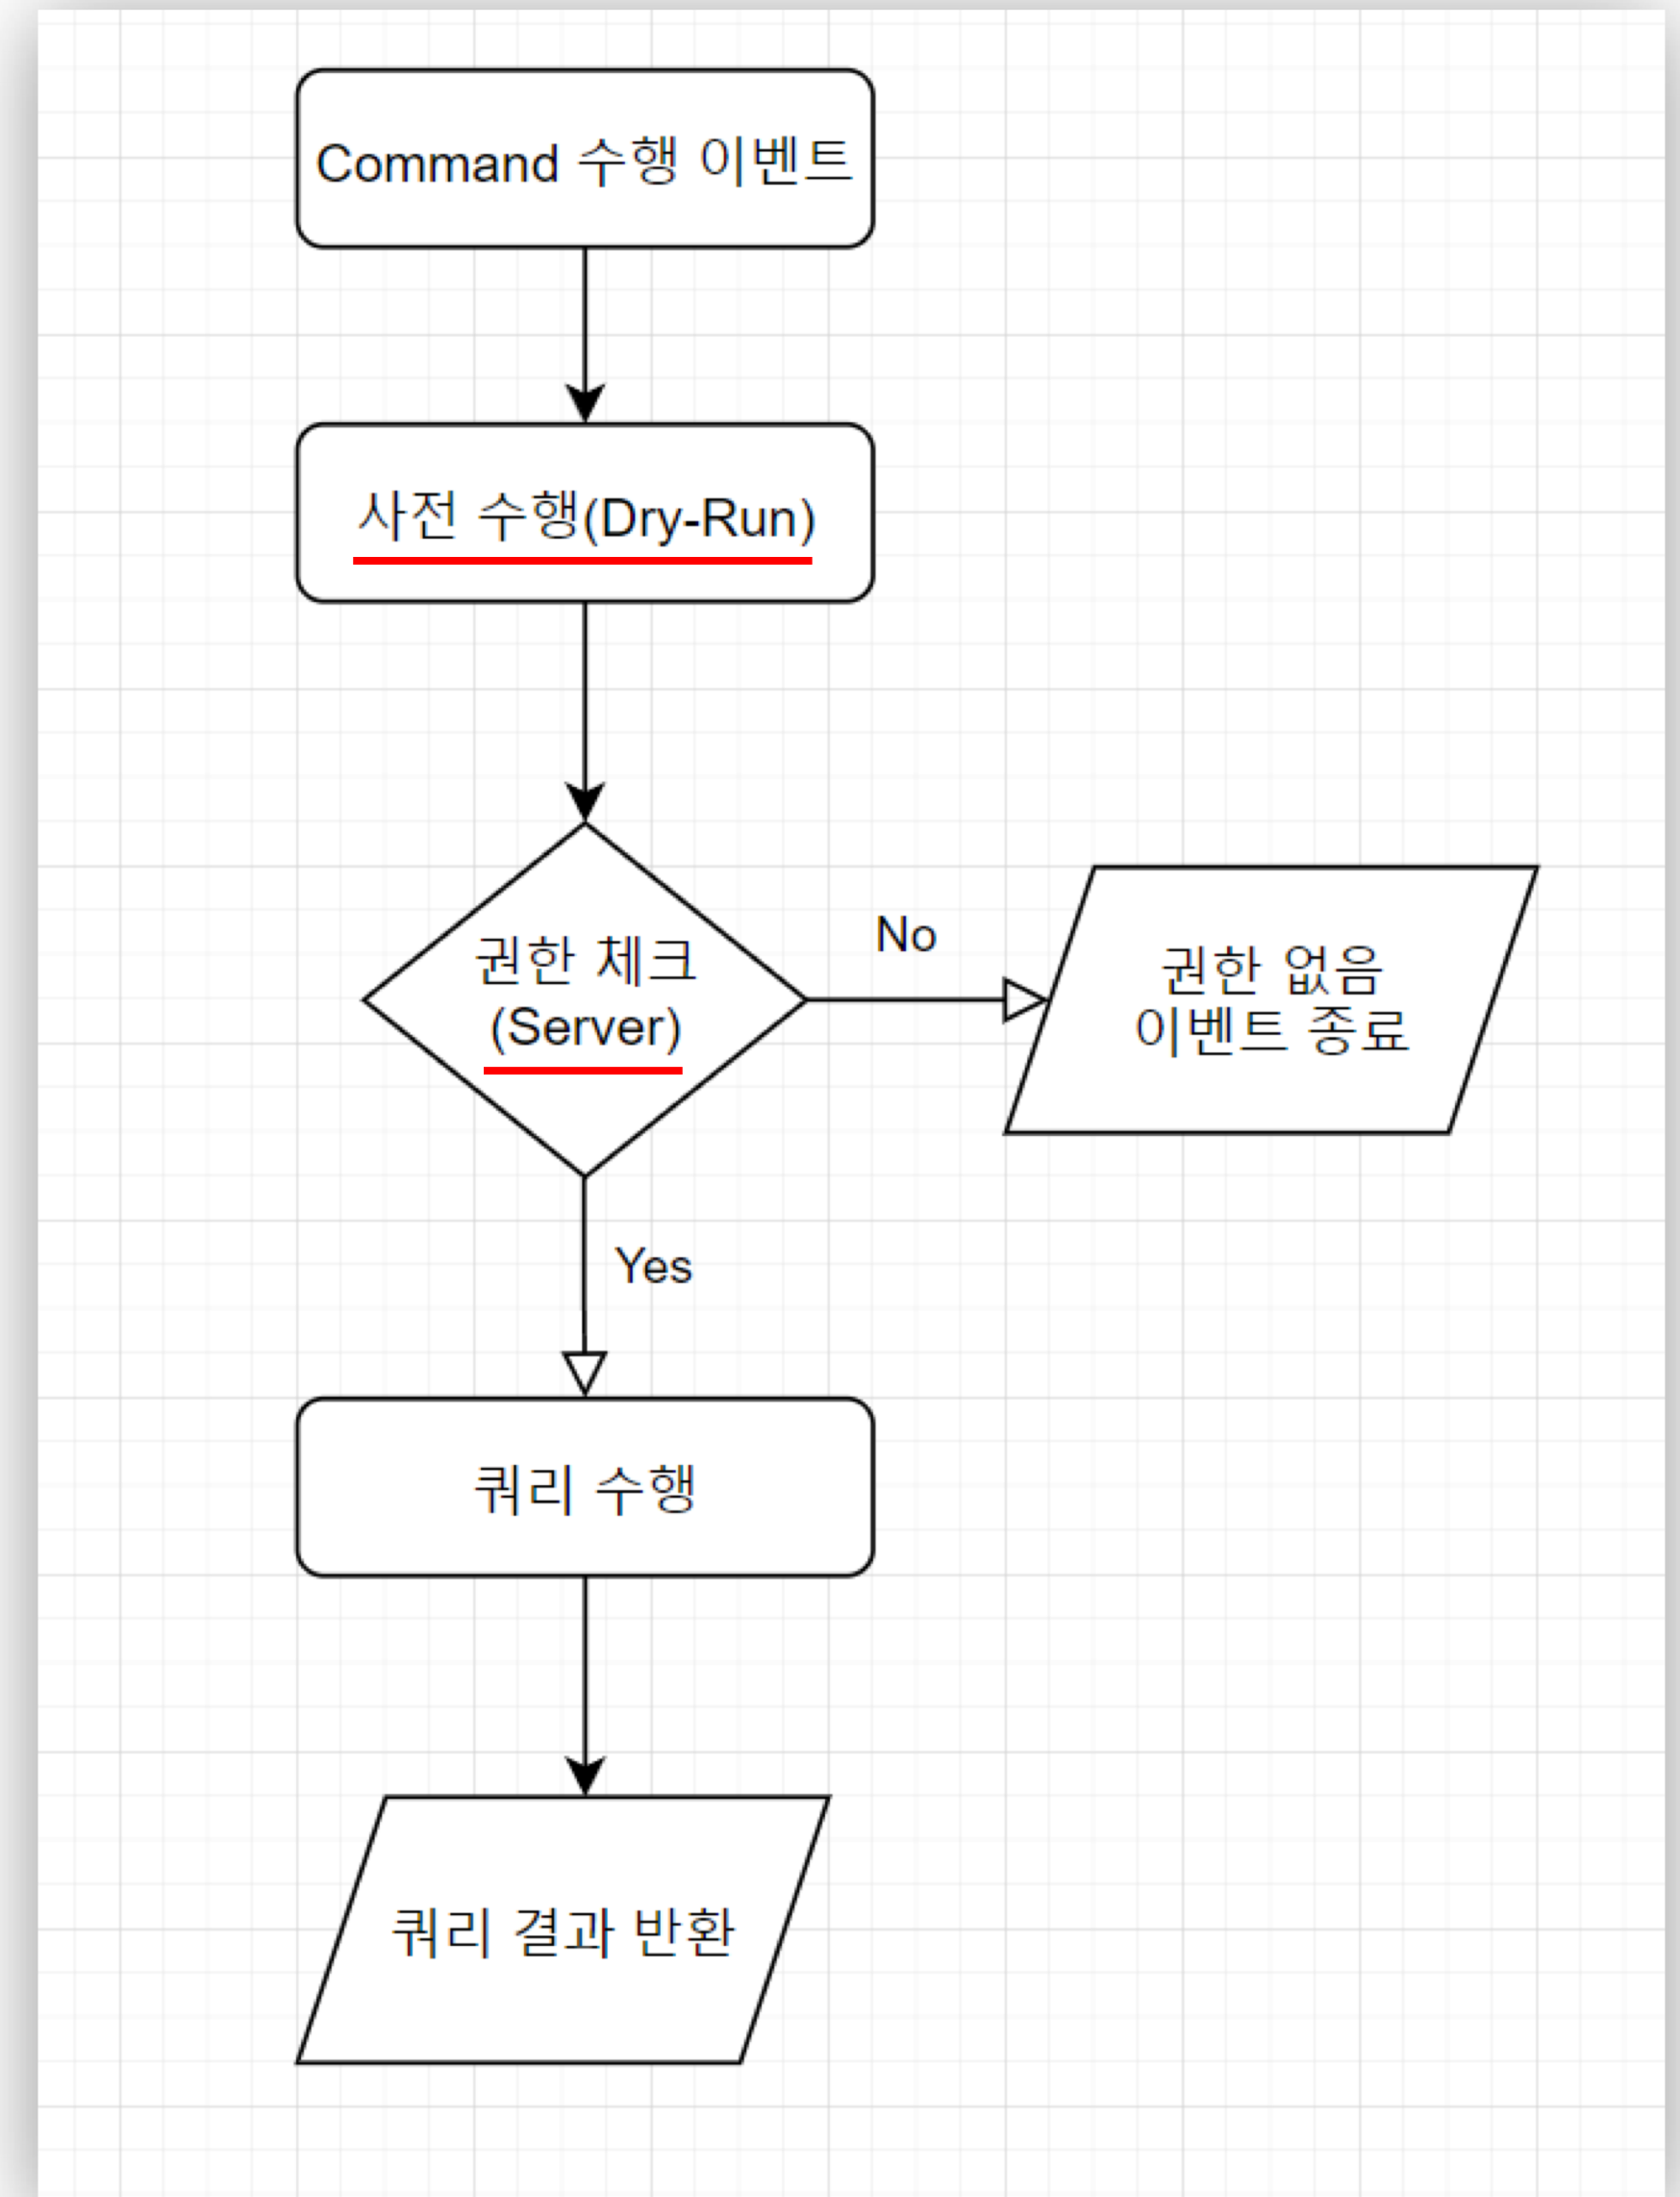 Command 수행 이벤트
사전 수행(Dry-Run)
권한 체크
(Server)
No
권한 없음
이벤트 종료
Yes
쿼리 수행
쿼리 결과 반환